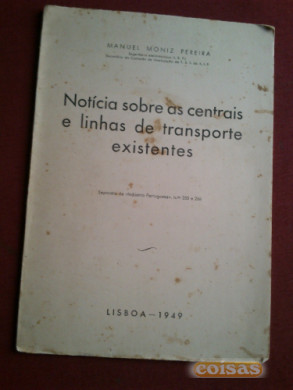 MANUEL MONIZ PEREIRA
Notícia sobre as centrais
e linhas de transporte
existentes
LISBOA — 1949
coisas